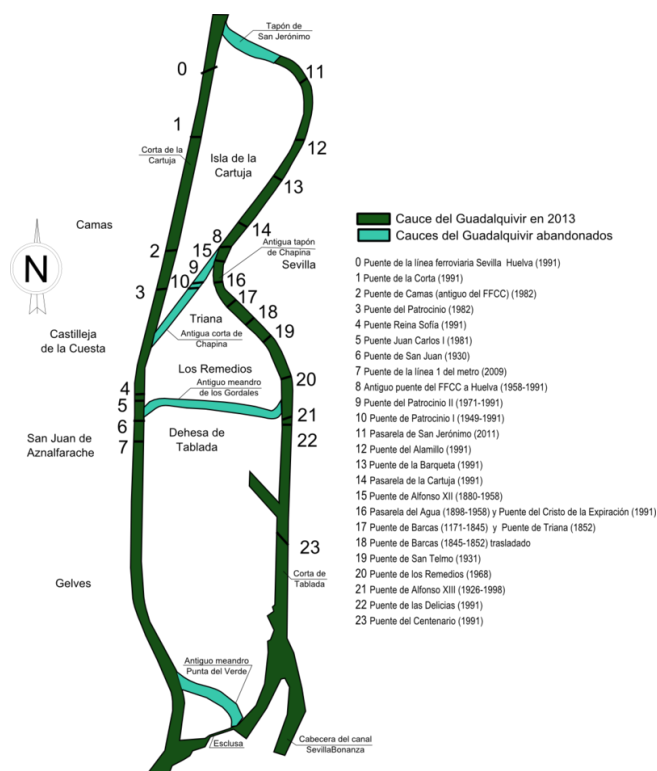 Tapón de
San Jerónimo
0
11
1
Corta de la
Cartuja
Isla de la
Cartuja
12
13
Camas
14
8
2
15
Antigua tapón
de Chapina
9
Sevilla
N
10
16
3
17
Triana
18
Castilleja
de la Cuesta
Antigua corta de
Chapina
19
Los Remedios
20
4
Antiguo meandro
de los Gordales
5
21
6
San Juan de
Aznalfarache
Dehesa de
Tablada
22
7
23
Gelves
Corta de
Tablada
Antiguo meandro
Punta del Verde
Esclusa
Cabecera del canal
SevillaBonanza
Cauce del Guadalquivir en 2013
Cauces del Guadalquivir abandonados
0 Puente de la línea ferroviaria Sevilla Huelva (1991)
1 Puente de la Corta (1991)
2 Puente de Camas (antiguo del FFCC) (1982)
3 Puente del Patrocinio (1982)
4 Puente Reina Sofía (1991)
5 Puente Juan Carlos I (1981)
6 Puente de San Juan (1930)
7 Puente de la línea 1 del metro (2009)
8 Antiguo puente del FFCC a Huelva (1958-1991)
9 Puente del Patrocinio II (1971-1991)
10 Puente de Patrocinio I (1949-1991)
11 Pasarela de San Jerónimo (2011)
12 Puente del Alamillo (1991)
13 Puente de la Barqueta (1991)
14 Pasarela de la Cartuja (1991)
15 Puente de Alfonso XII (1880-1958)
16 Pasarela del Agua (1898-1958) y Puente del Cristo de la Expiración (1991)
17 Puente de Barcas (1171-1845) y Puente de Triana (1852)
18 Puente de Barcas (1845-1852) trasladado
19 Puente de San Telmo (1931)
20 Puente de los Remedios (1968)
21 Puente de Alfonso XIII (1926-1998)
22 Puente de las Delicias (1991)
23 Puente del Centenario (1991)